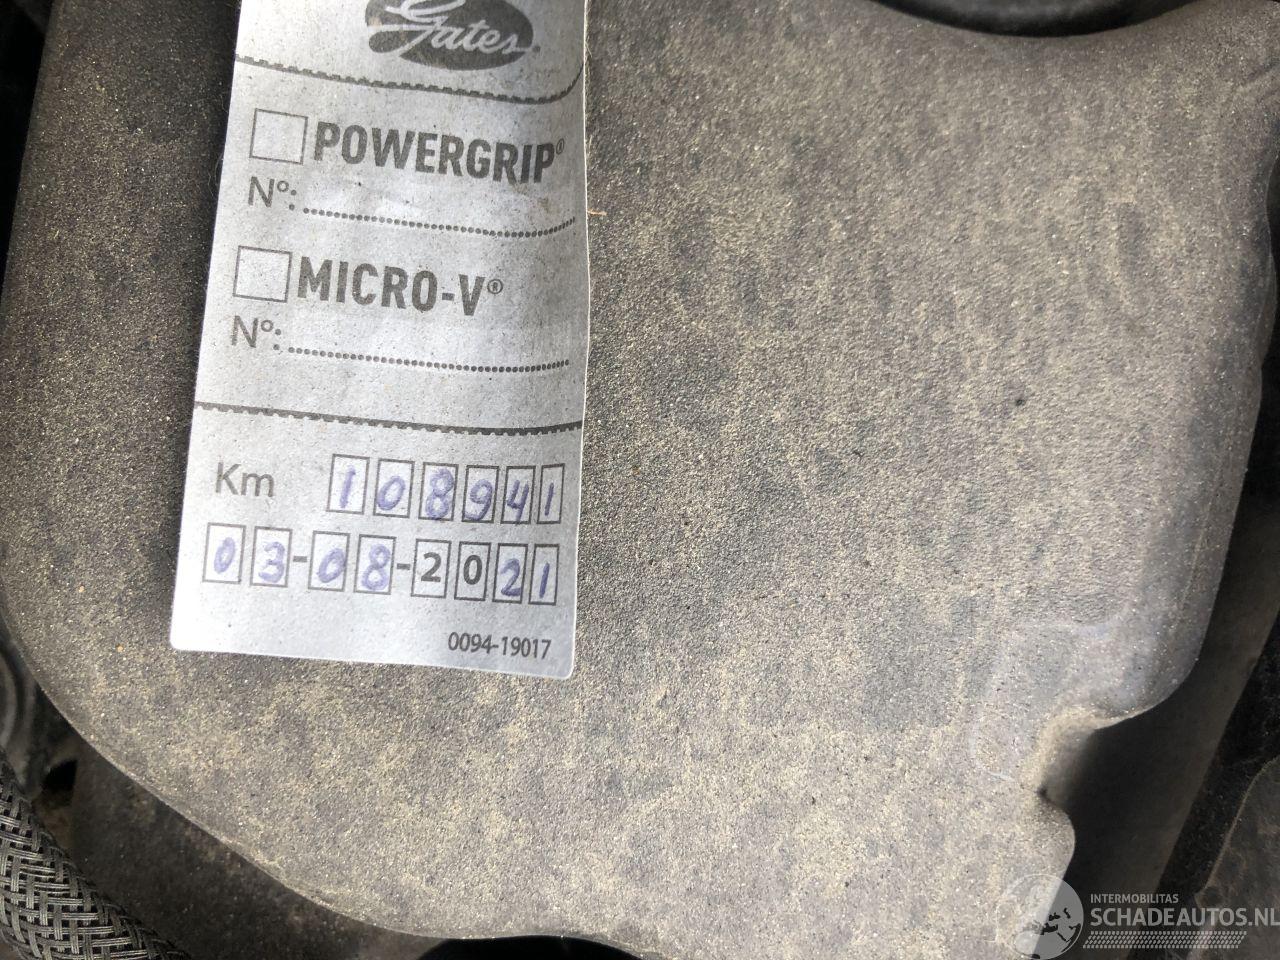 Gates®
POWERGRIP®
Nº:
MICRO-V®
Nº:
Km 108941
03-08-2021
0094-19017
INTERMOBILITAS
SCHADEAUTOS.NL